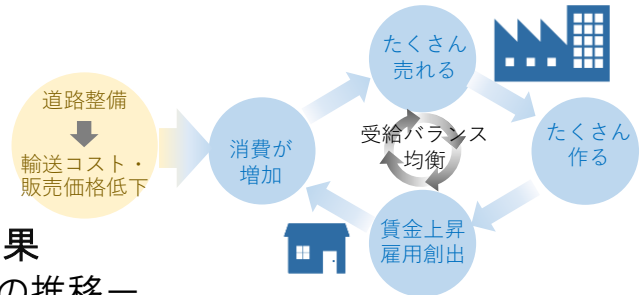 道路整備
輸送コスト・
販売価格低下
消費が
増加
たくさん
売れる
たくさん
作る
賃金上昇
雇用創出
受給バランス
均衡
果
の推移ー